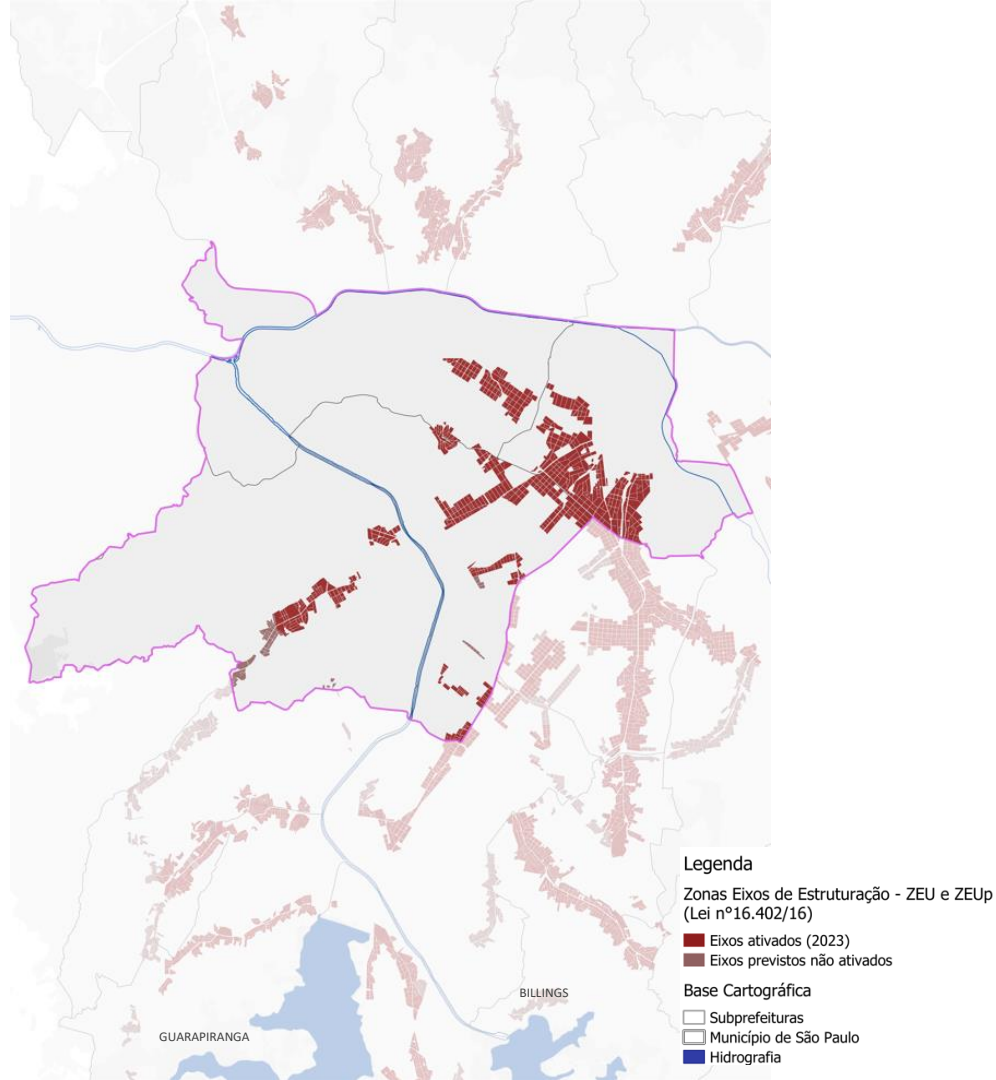 Legenda
Zonas Eixos de Estruturação - ZEU e ZEUp
(Lei n°16.402/16)
Eixos ativados (2023)
Eixos previstos não ativados
Base Cartográfica
Subprefeituras
Município de São Paulo
Hidrografia
BILLINGS
GUARAPIRANGA